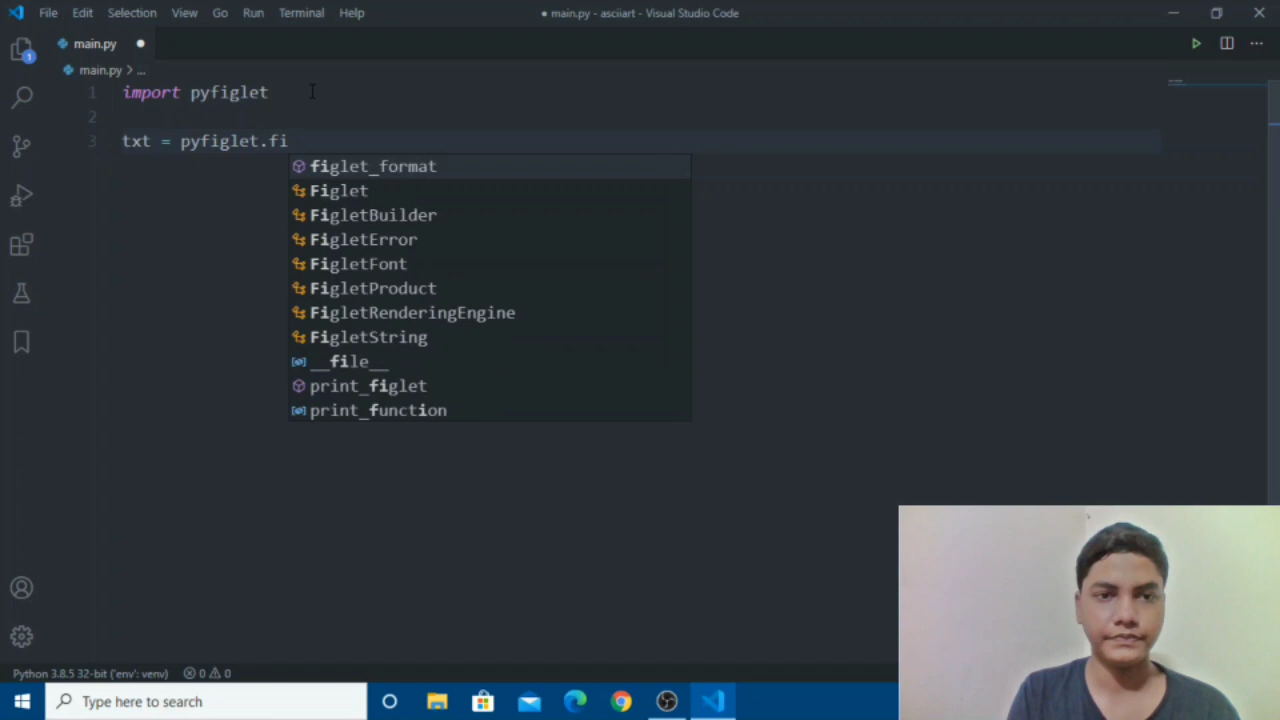 File Edit Selection View Go Run Terminal Help ● main.py - asciiart - Visual Studio Code
main.py ●
main.py > ...
1 import pyfiglet
2
3 txt = pyfiglet.fi
figlet_format
Figlet
FigletBuilder
FigletError
FigletFont
FigletProduct
FigletRenderingEngine
FigletString
__file__
print_figlet
print_function
1
Python 3.8.5 32-bit ('env': venv) 0 0
Type here to search